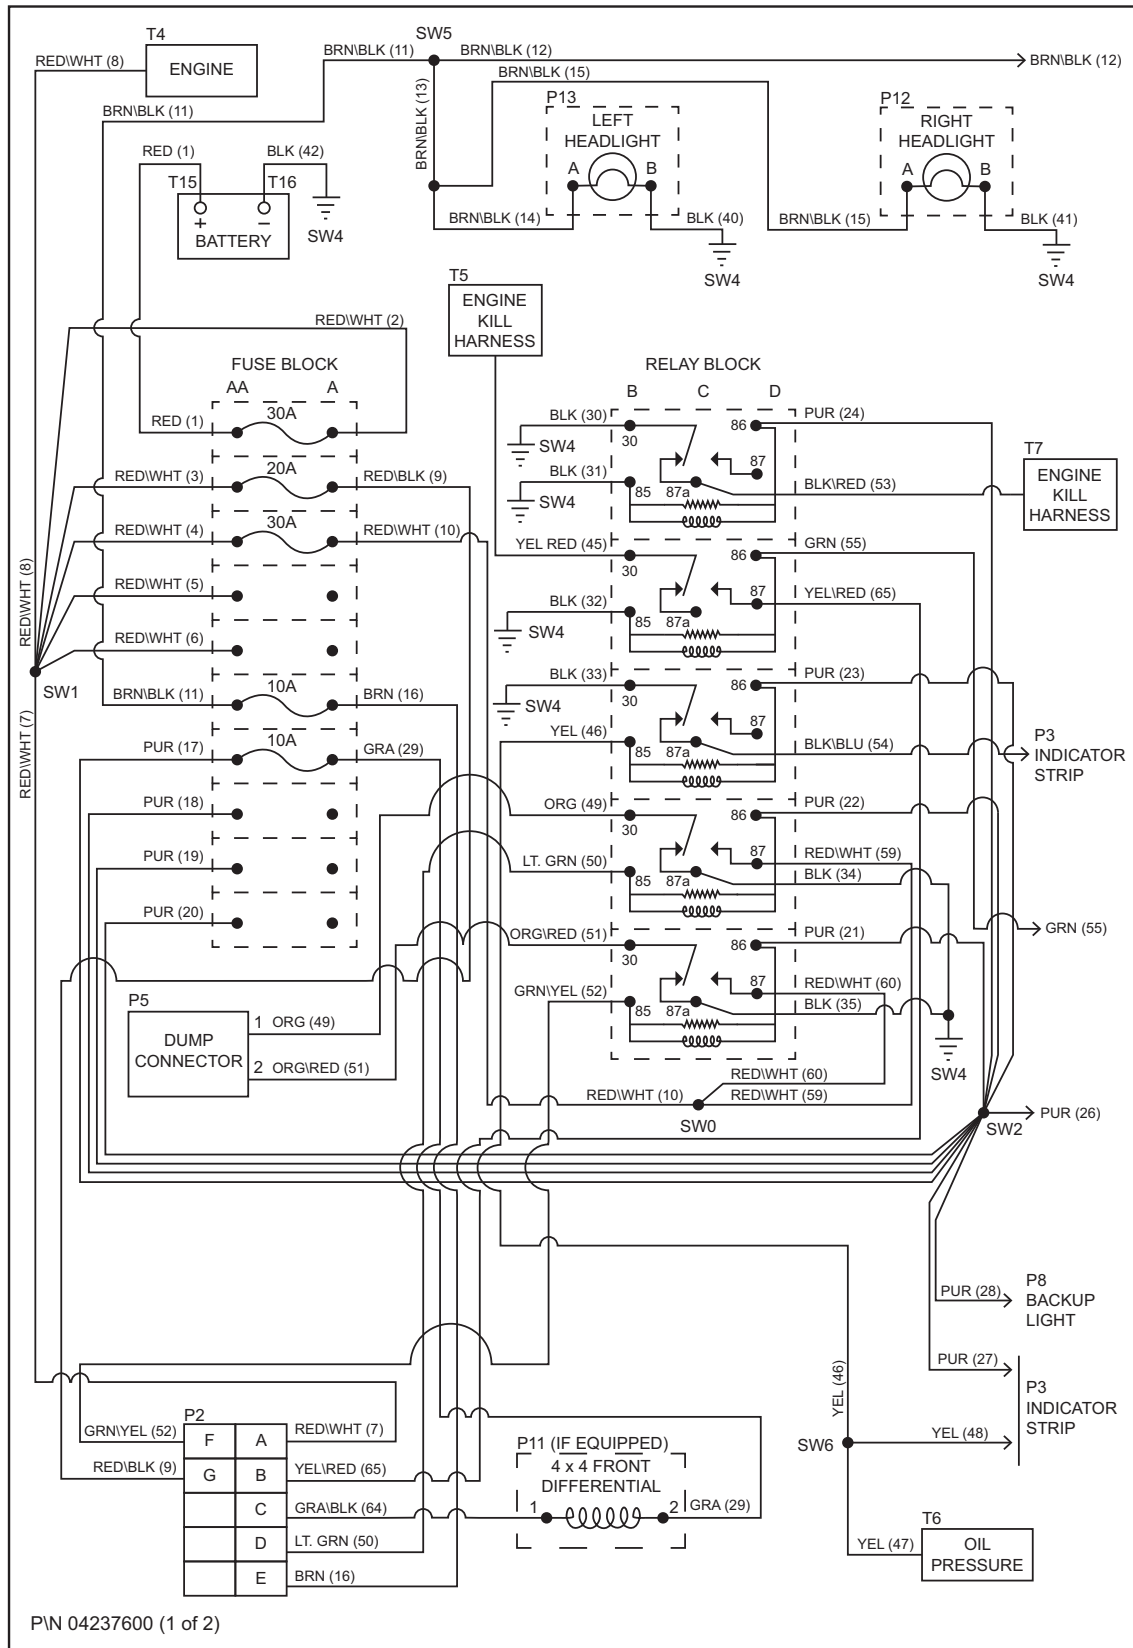 T4
SW5
RED\WHT (8)
ENGINE
BRN\BLK (11)
BRN\BLK (12)
BRN\BLK (12)
BRN\BLK (15)
BRN\BLK (13)
BRN\BLK (11)
P13
LEFT
HEADLIGHT
A
B
P12
RIGHT
HEADLIGHT
A
B
RED (1)
BLK (42)
T15
T16
+
–
BATTERY
SW4
BRN\BLK (14)
BLK (40)
SW4
BRN\BLK (15)
BLK (41)
SW4
T5
ENGINE
KILL
HARNESS
RED\WHT (2)
FUSE BLOCK
AA
A
RELAY BLOCK
B
C
D
RED (1)
30A
RED\WHT (3)
20A
RED\BLK (9)
RED\WHT (4)
30A
RED\WHT (10)
RED\WHT (5)
RED\WHT (6)
BRN\BLK (11)
10A
BRN (16)
PUR (17)
10A
GRA (29)
PUR (18)
PUR (19)
PUR (20)
RED\WHT (8)
SW1
RED\WHT (7)
BLK (30)
SW4
30
86
PUR (24)
BLK (31)
SW4
85
87a
87
BLK\RED (53)
T7
ENGINE
KILL
HARNESS
YEL RED (45)
30
86
GRN (55)
BLK (32)
SW4
85
87a
87
YEL\RED (65)
BLK (33)
SW4
30
86
PUR (23)
YEL (46)
85
87a
87
BLK\BLU (54)
P3
INDICATOR
STRIP
ORG (49)
30
86
PUR (22)
LT. GRN (50)
85
87a
87
RED\WHT (59)
BLK (34)
ORG\RED (51)
30
86
PUR (21)
GRN (55)
GRN\YEL (52)
85
87a
87
RED\WHT (60)
BLK (35)
SW4
P5
DUMP
CONNECTOR
1 ORG (49)
2 ORG\RED (51)
RED\WHT (60)
RED\WHT (10)
RED\WHT (59)
SW0
SW2
PUR (26)
PUR (28)
P8
BACKUP
LIGHT
PUR (27)
P3
INDICATOR
STRIP
YEL (46)
SW6
YEL (48)
YEL (47)
T6
OIL
PRESSURE
P2
GRN\YEL (52)
F
A
RED\WHT (7)
RED\BLK (9)
G
B
YEL\RED (65)
C
GRA\BLK (64)
D
LT. GRN (50)
E
BRN (16)
P11 (IF EQUIPPED)
4 x 4 FRONT
DIFFERENTIAL
1
2
GRA (29)
P\N 04237600 (1 of 2)